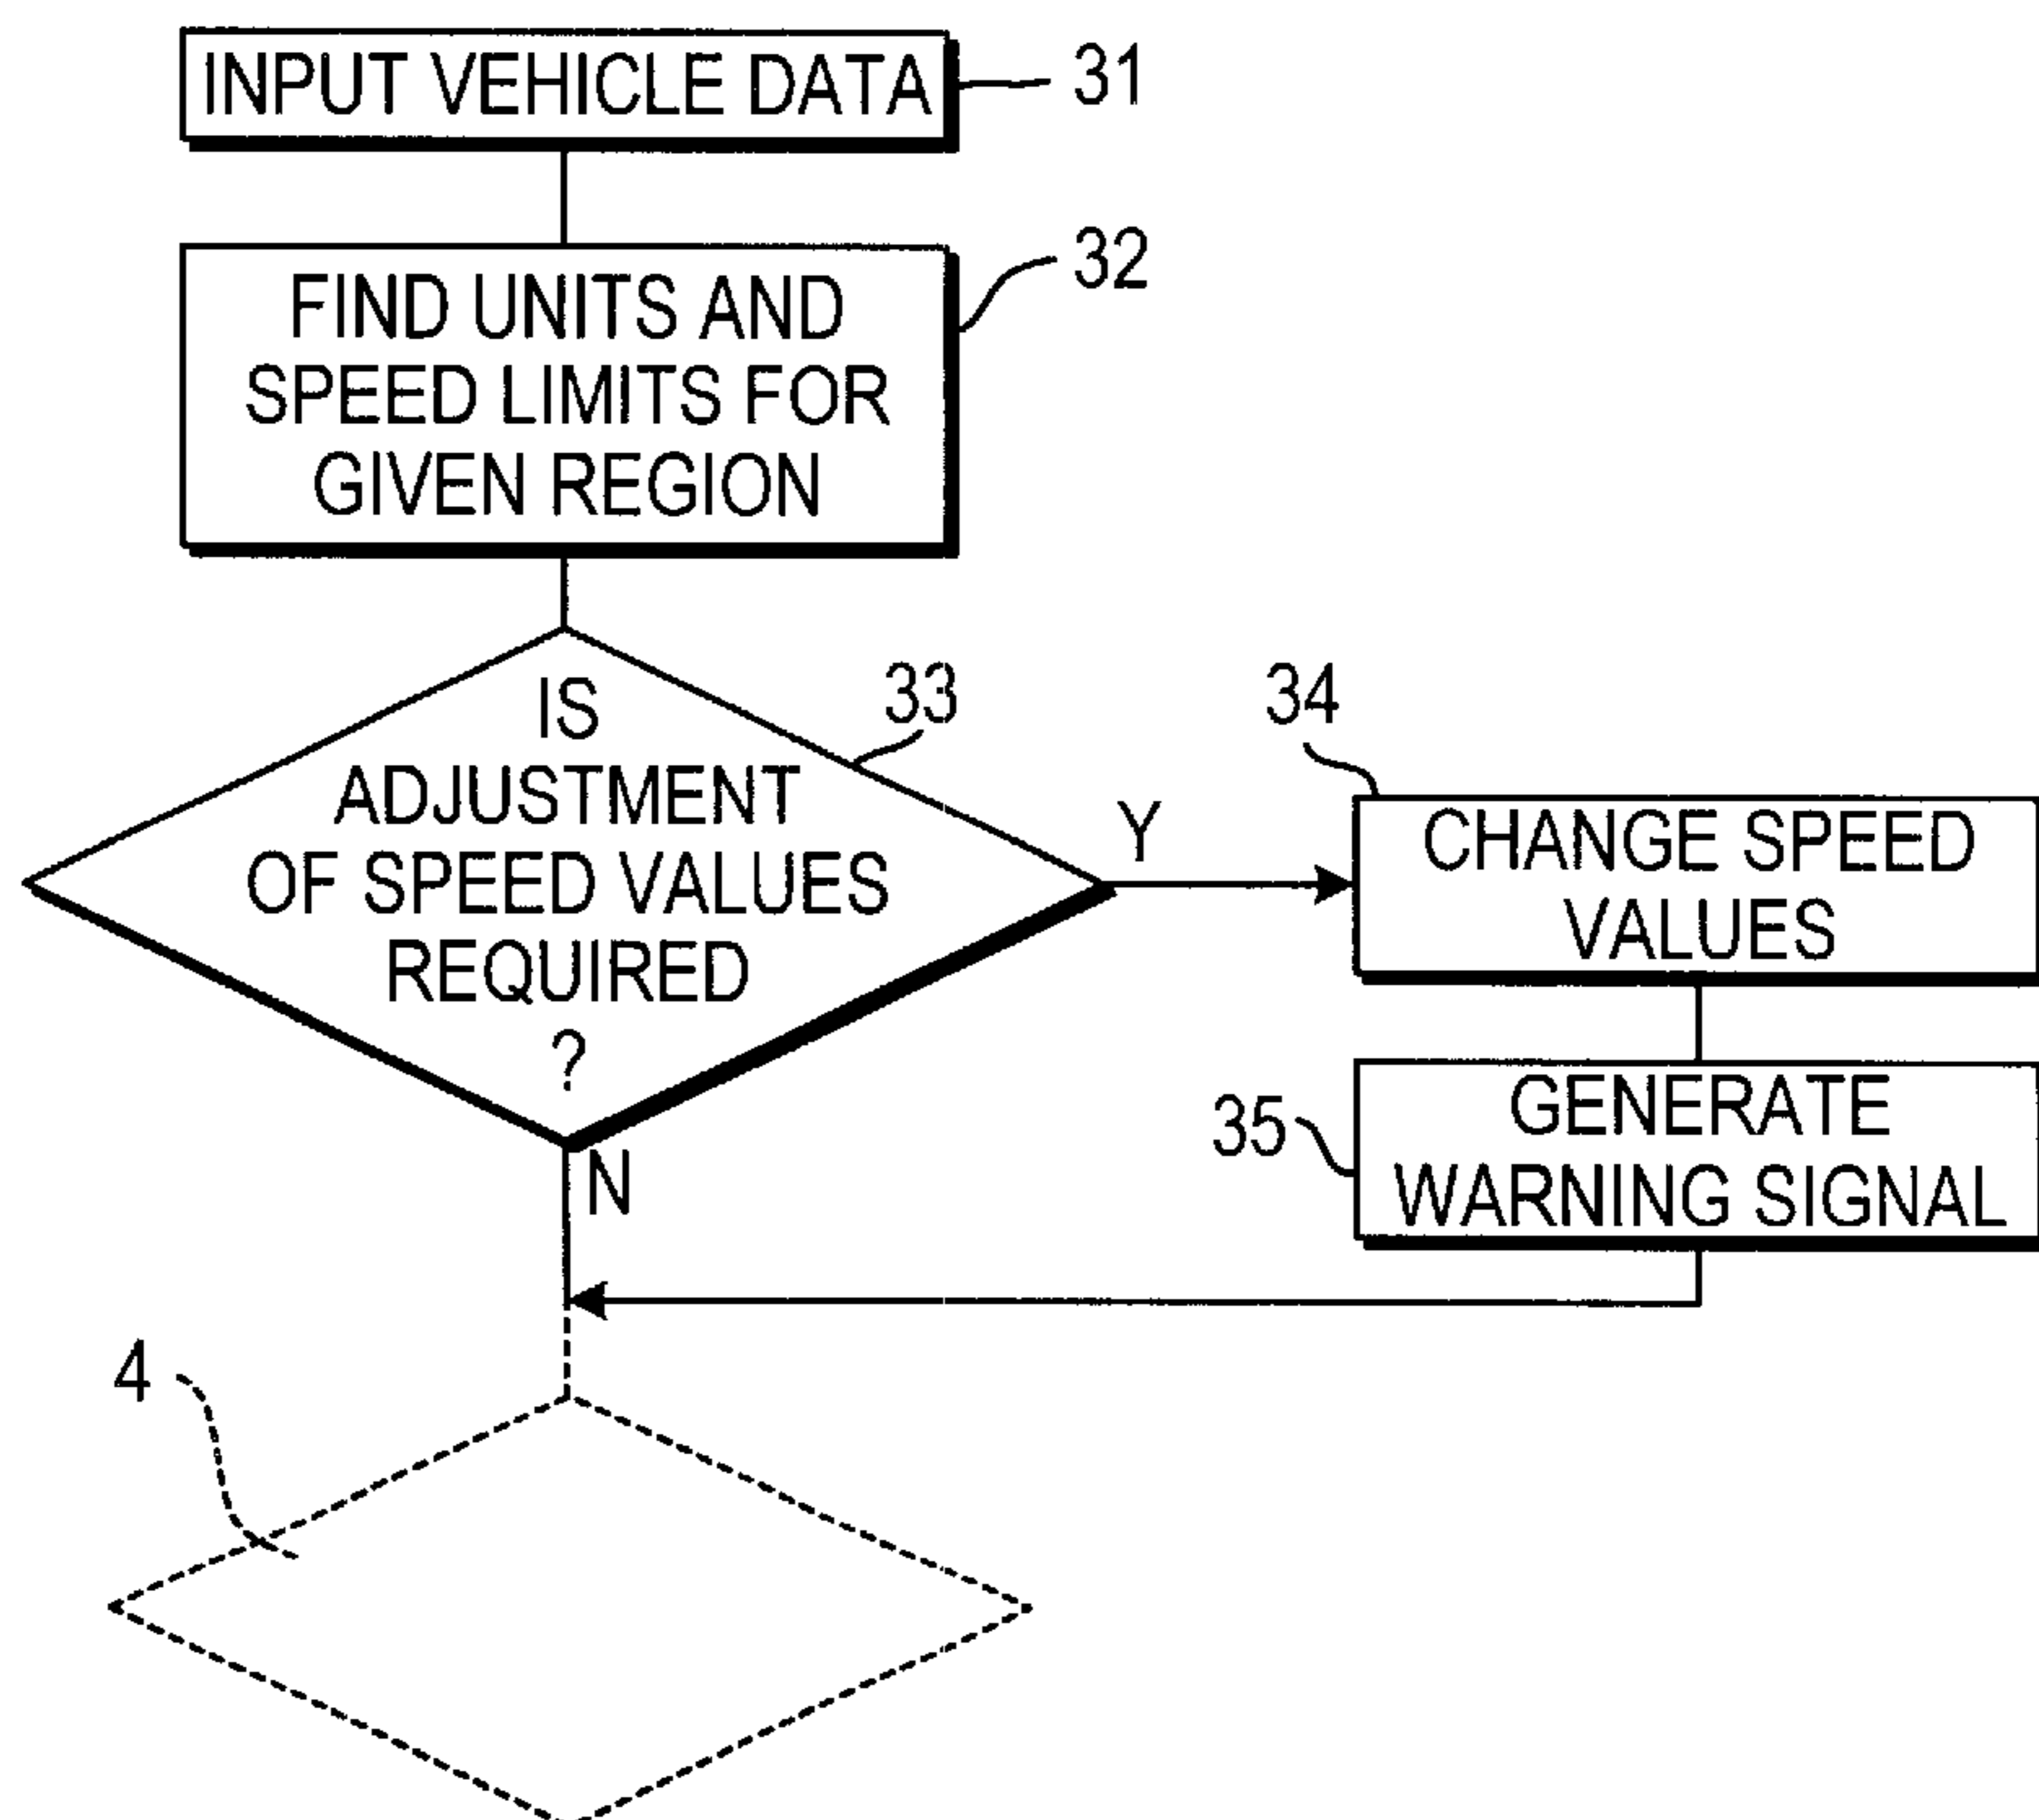 INPUT VEHICLE DATA
31
FIND UNITS AND
SPEED LIMITS FOR
GIVEN REGION
32
IS
ADJUSTMENT
OF SPEED VALUES
REQUIRED
?
33
Y
N
34
CHANGE SPEED
VALUES
35
GENERATE
WARNING SIGNAL
4